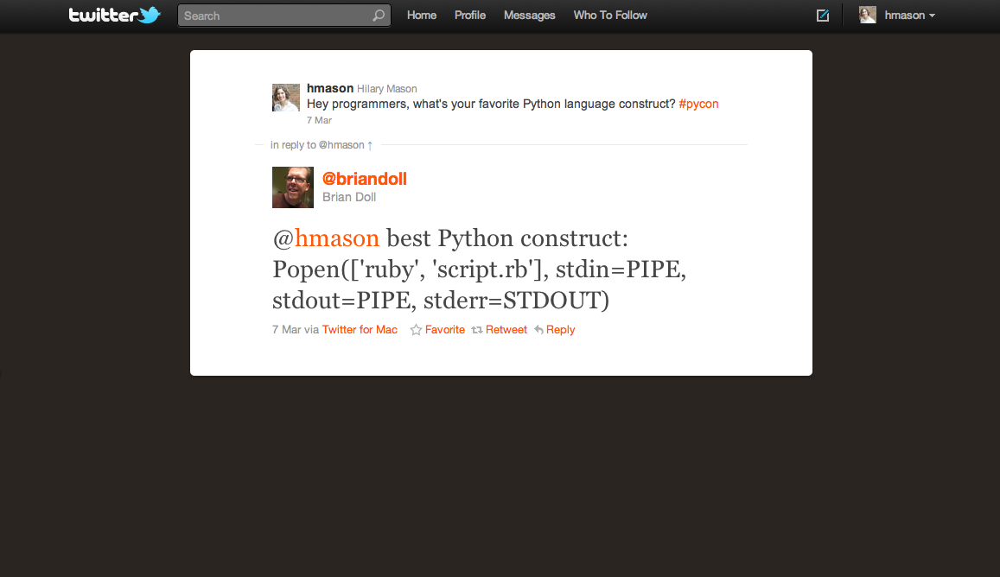 twitter Search Home Profile Messages Who To Follow hmason
hmason Hilary Mason
Hey programmers, what's your favorite Python language construct? #pycon
7 Mar
in reply to @hmason ↑
@briandoll
Brian Doll
@hmason best Python construct:
Popen(['ruby', 'script.rb'], stdin=PIPE,
stdout=PIPE, stderr=STDOUT)
7 Mar via Twitter for Mac Favorite Retweet Reply